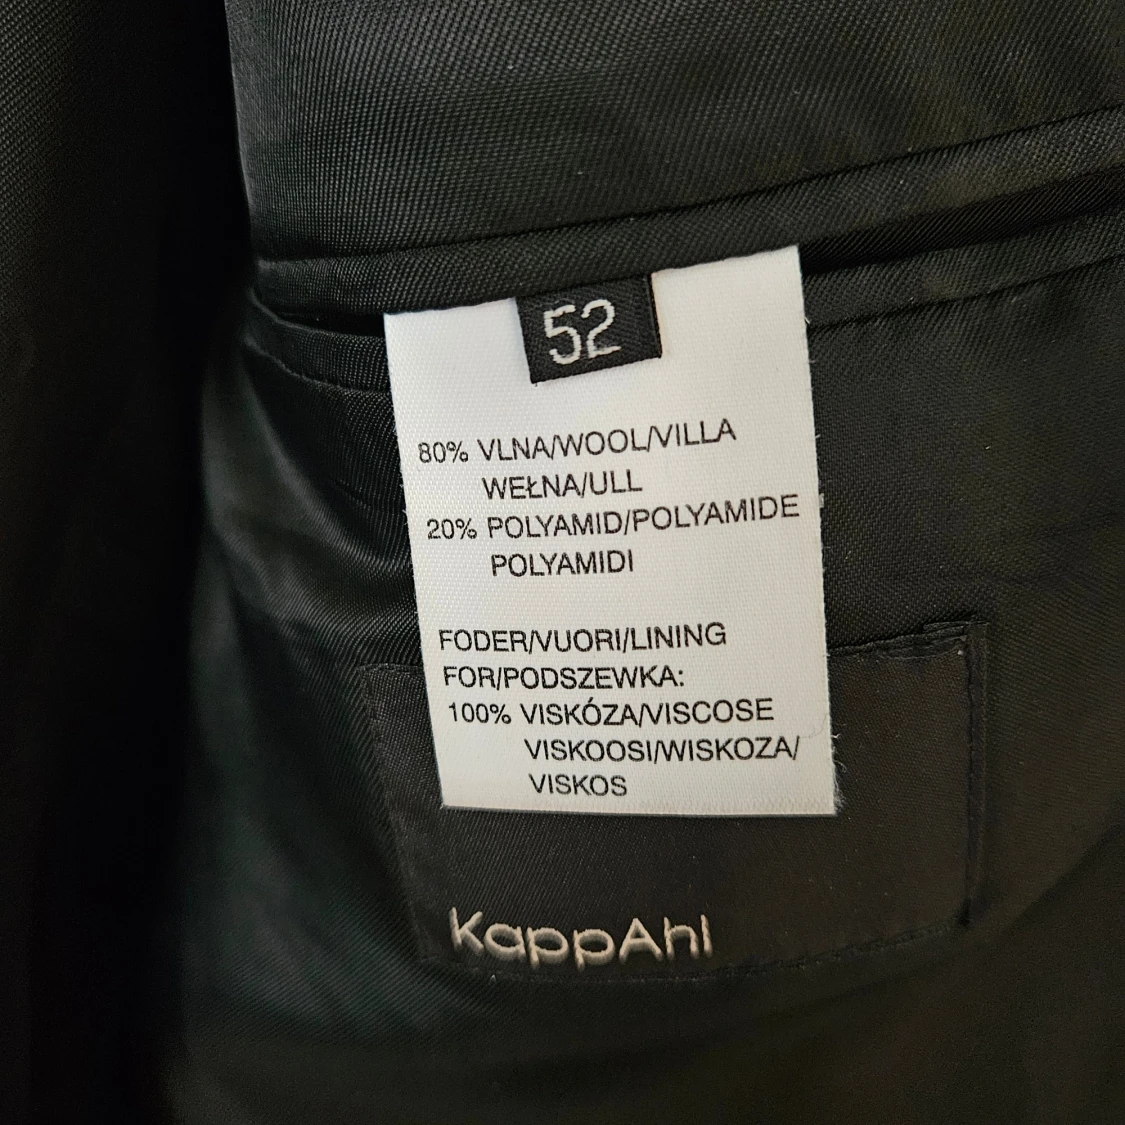 52
80% VLNA/WOOL/VILLA
WEŁNA/ULL
20% POLYAMID/POLYAMIDE
POLYAMIDI
FODER/VUORI/LINING
FOR/PODSZEWKA:
100% VISKÓZA/VISCOSE
VISKOOSI/WISKOZA/
VISKOS
KappAhl